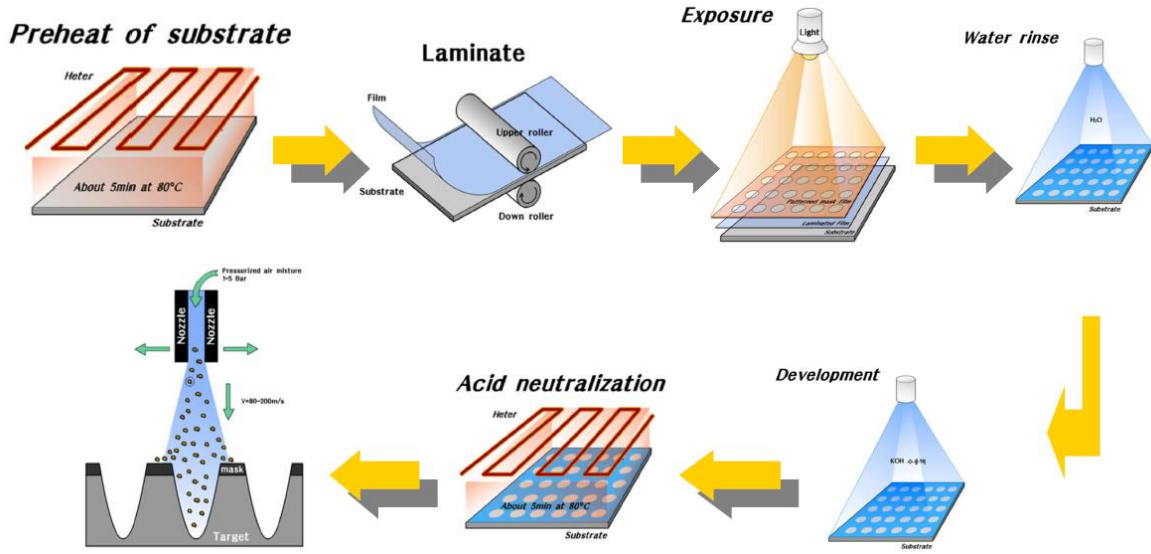 Preheat of substrate
Heter
About 5min at 80°C
Substrate
Laminate
Film
Upper roller
Substrate
Down roller
Exposure
Light
Patterned mask film
Laminated Film
Substrate
Water rinse
H₂O
Substrate
Development
KOH 수용액
Substrate
Acid neutralization
Heter
About 5min at 80°C
Substrate
Pressurized air mixture
1~5 Bar
Nozzle
Nozzle
V=80~200m/s
mask
Target